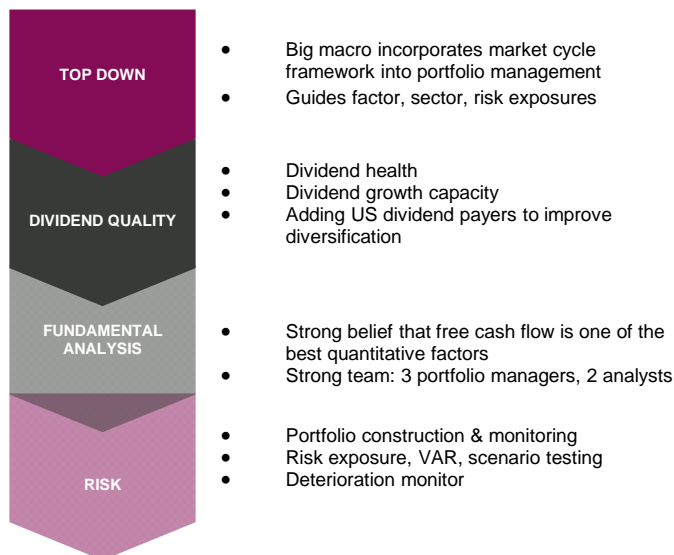 TOP DOWN
• Big macro incorporates market cycle
framework into portfolio management
• Guides factor, sector, risk exposures
DIVIDEND QUALITY
• Dividend health
• Dividend growth capacity
• Adding US dividend payers to improve
diversification
FUNDAMENTAL
ANALYSIS
• Strong belief that free cash flow is one of the
best quantitative factors
• Strong team: 3 portfolio managers, 2 analysts
RISK
• Portfolio construction & monitoring
• Risk exposure, VAR, scenario testing
• Deterioration monitor